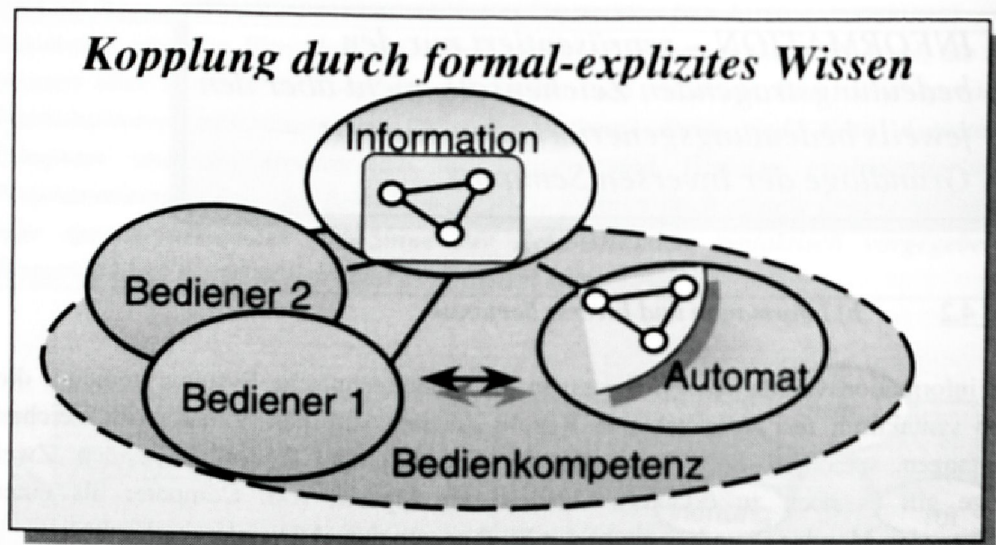 Kopplung durch formal-explizites Wissen
Information
Bediener 2
Bediener 1
Automat
Bedienkompetenz